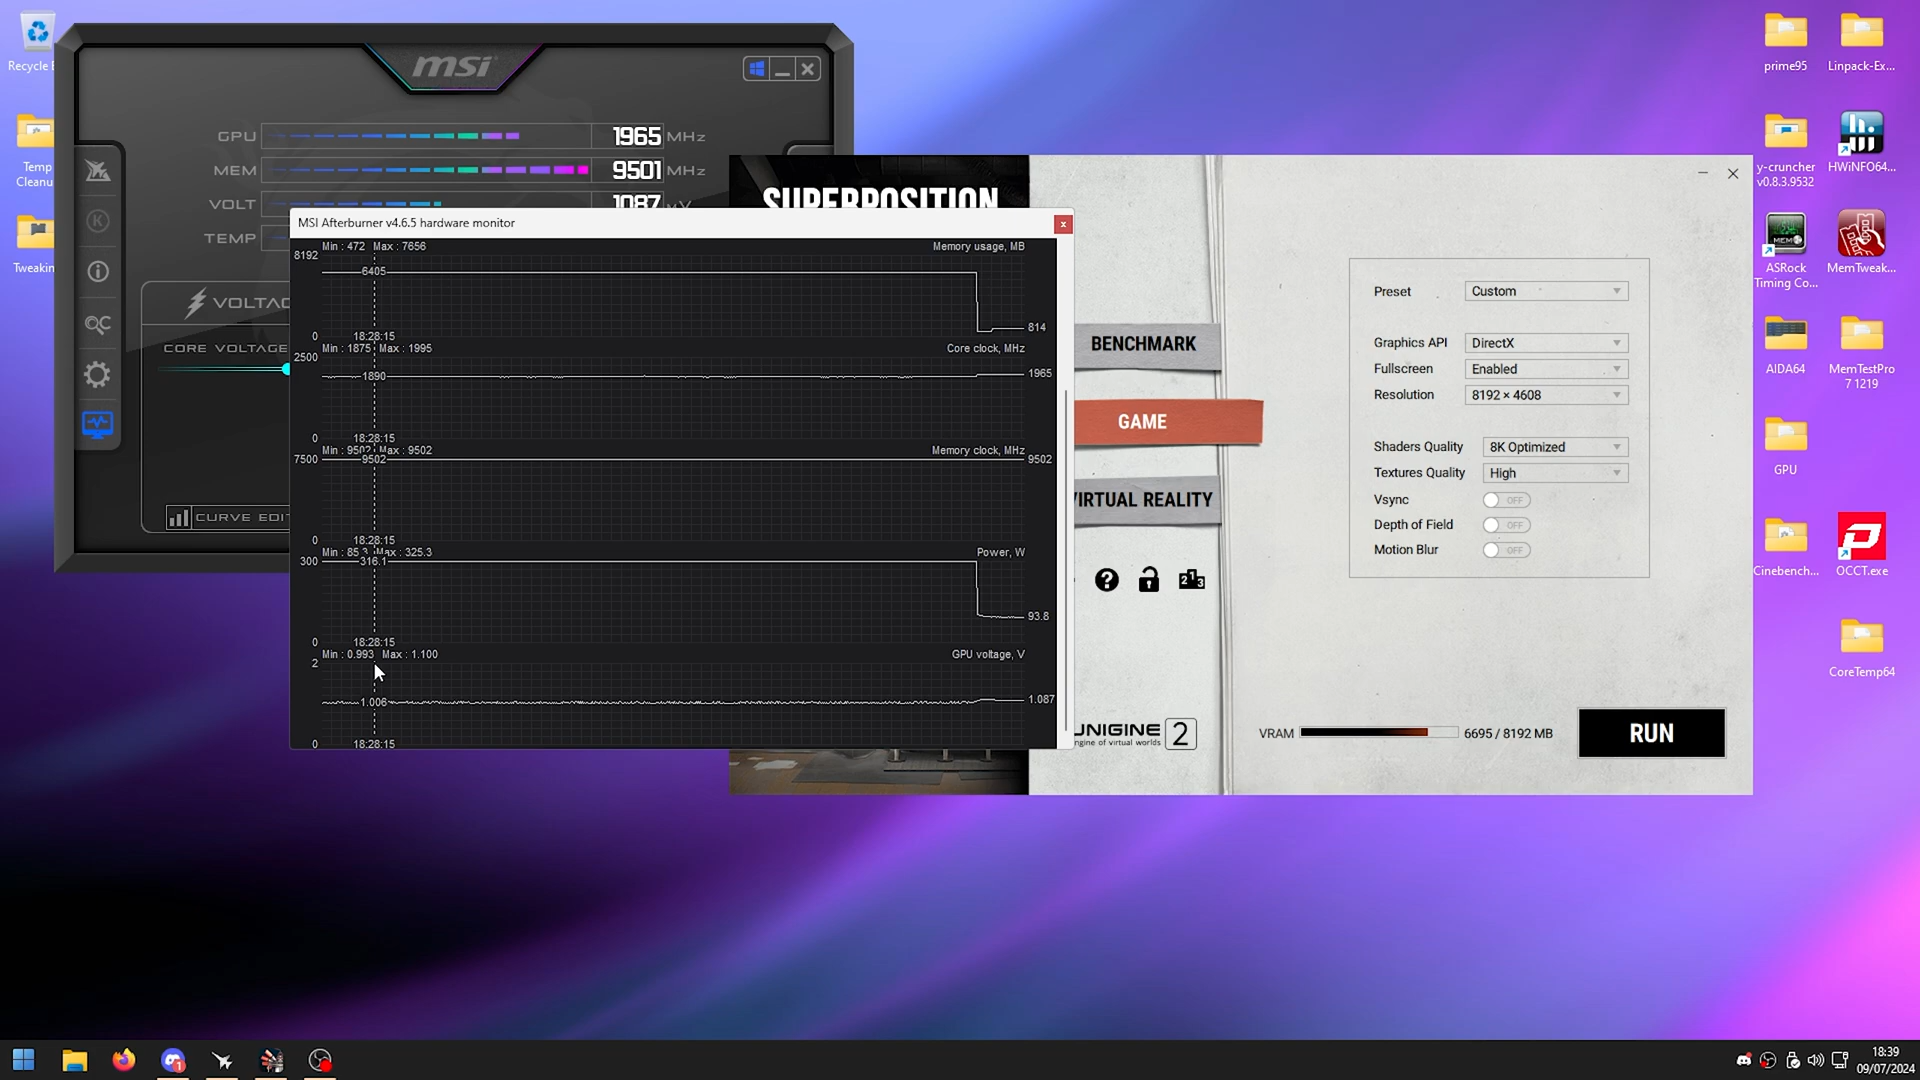 Recycle B
Temp
Cleanu
Tweakin
msi
GPU
1965 MHz
MEM
9501 MHz
VOLT
1087
TEMP
VOLTAG
CORE VOLTAGE
CURVE EDIT
K
MSI Afterburner v4.6.5 hardware monitor
x
Min : 472 Max : 7656
Memory usage, MB
8192
6405
814
0
18:28:15
Min : 1875 Max : 1995
Core clock, MHz
2500
1890
1965
0
18:28:15
Min : 9502 Max : 9502
Memory clock, MHz
7500
9502
9502
0
18:28:15
Min : 85.3 Max : 325.3
Power, W
300
316.1
93.8
0
18:28:15
Min : 0.993 Max : 1.100
GPU voltage, V
2
1.006
1.087
0
18:28:15
SUPERPOSITION
BENCHMARK
GAME
VIRTUAL REALITY
UNIGINE 2
engine of virtual worlds
Preset
Custom
Graphics API
DirectX
Fullscreen
Enabled
Resolution
8192 × 4608
Shaders Quality
8K Optimized
Textures Quality
High
Vsync
OFF
Depth of Field
OFF
Motion Blur
OFF
VRAM
6695 / 8192 MB
RUN
prime95
Linpack-Ex...
y-cruncher
v0.8.3.9532
HWiNFO64...
ASRock
Timing Co...
MemTweak...
AIDA64
MemTestPro
7 1219
GPU
Cinebench...
OCCT.exe
CoreTemp64
18:39
09/07/2024